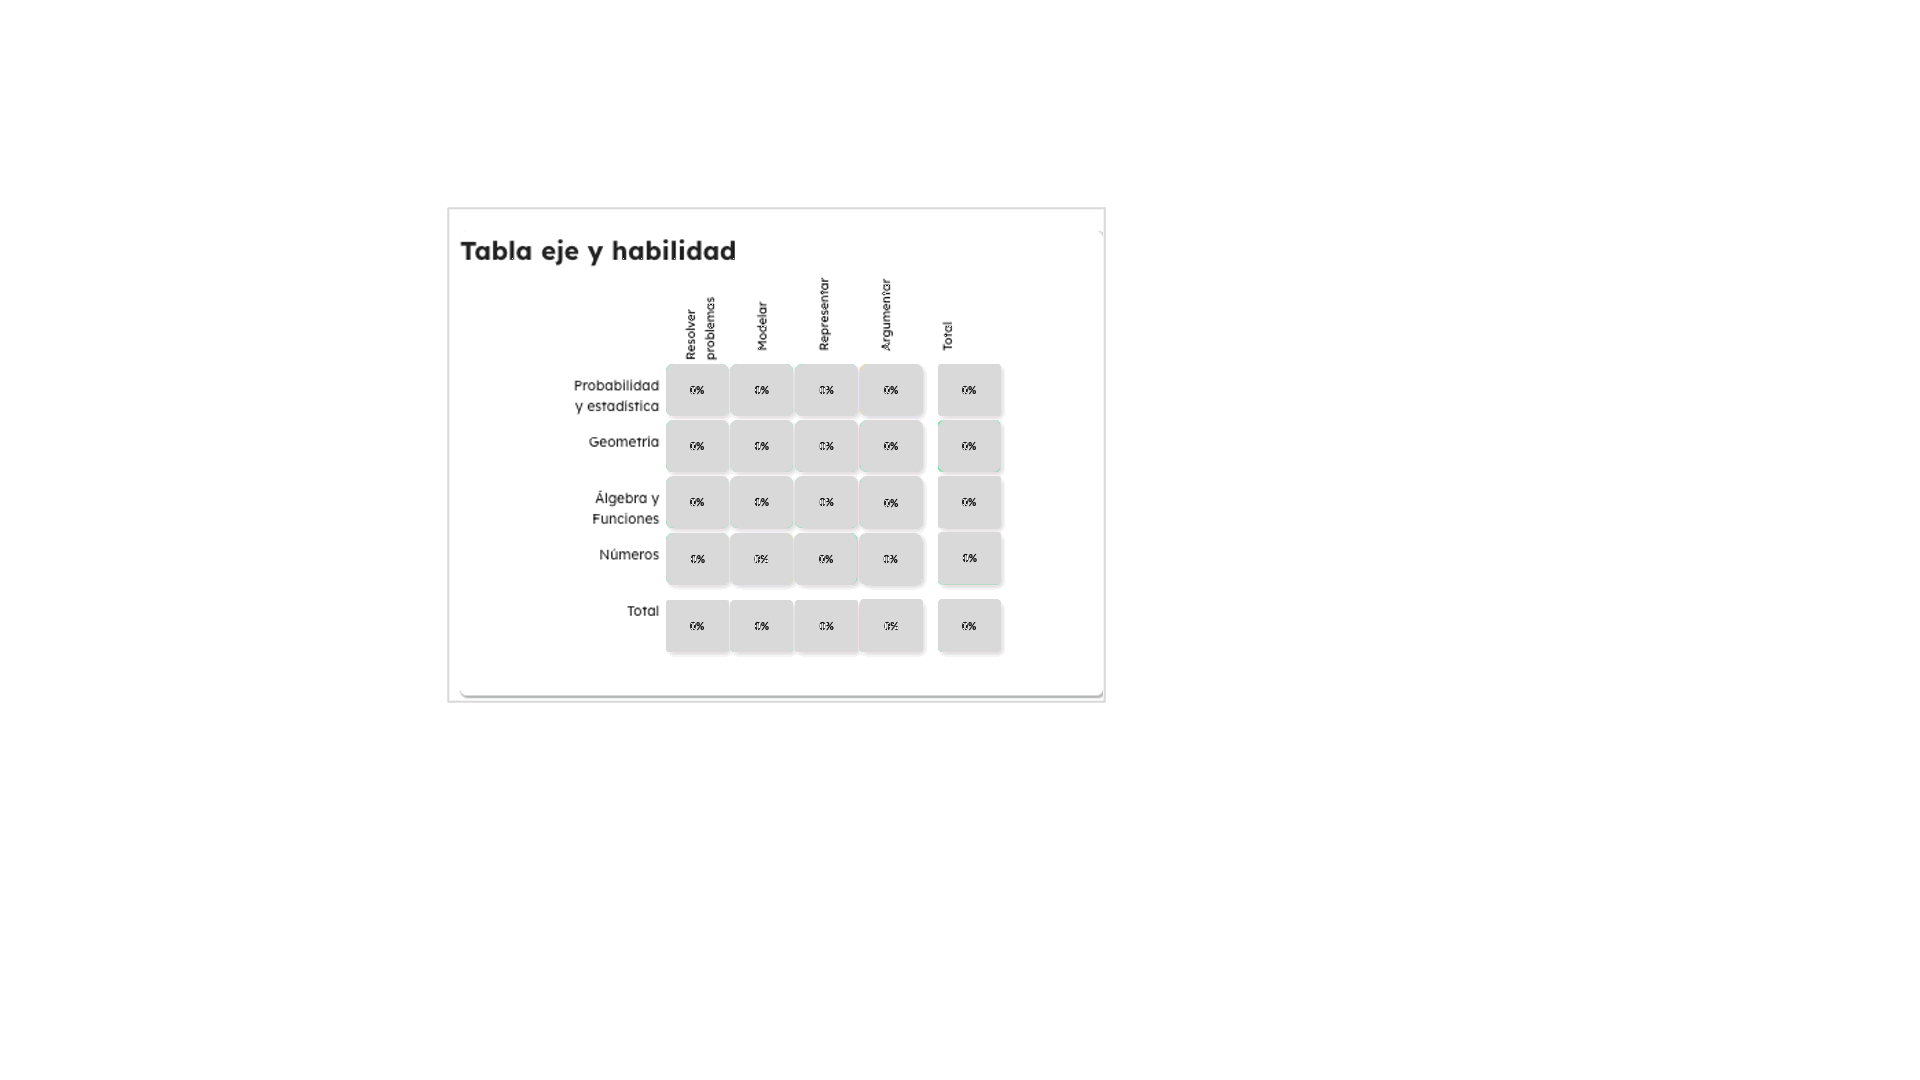 Tabla eje y habilidad
Resolver
problemas
Modelar
Representar
Argumentar
Total
Probabilidad
y estadística
0% 0% 0% 0% 0%
Geometría
0% 0% 0% 0% 0%
Álgebra y
Funciones
0% 0% 0% 0% 0%
Números
0% 0% 0% 0% 0%
Total
0% 0% 0% 0% 0%